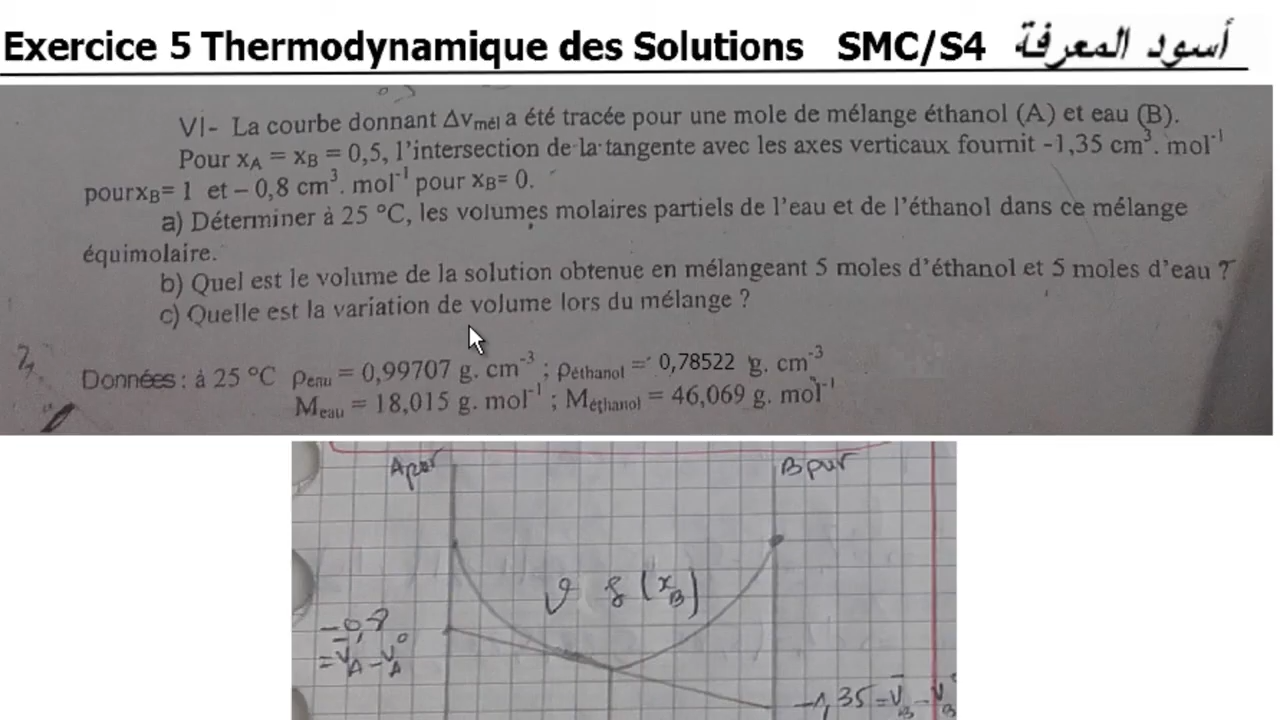 Exercice 5 Thermodynamique des Solutions SMC/S4 أسود المعرفة
VI- La courbe donnant Δvmél a été tracée pour une mole de mélange éthanol (A) et eau (B).
Pour xA = xB = 0,5, l'intersection de la tangente avec les axes verticaux fournit -1,35 cm³. mol⁻¹
pourxB= 1 et – 0,8 cm³. mol⁻¹ pour xB= 0.
a) Déterminer à 25 °C, les volumes molaires partiels de l'eau et de l'éthanol dans ce mélange
équimolaire.
b) Quel est le volume de la solution obtenue en mélangeant 5 moles d'éthanol et 5 moles d'eau ?
c) Quelle est la variation de volume lors du mélange ?
Données : à 25 °C ρeau = 0,99707 g. cm⁻³ ; ρéthanol = 0,78522 g. cm⁻³
Meau = 18,015 g. mol⁻¹ ; Méthanol = 46,069 g. mol⁻¹
A pur B pur
f (xB)
-0,8
= V̄A - V°A
-1,35 = V̄B - V°B